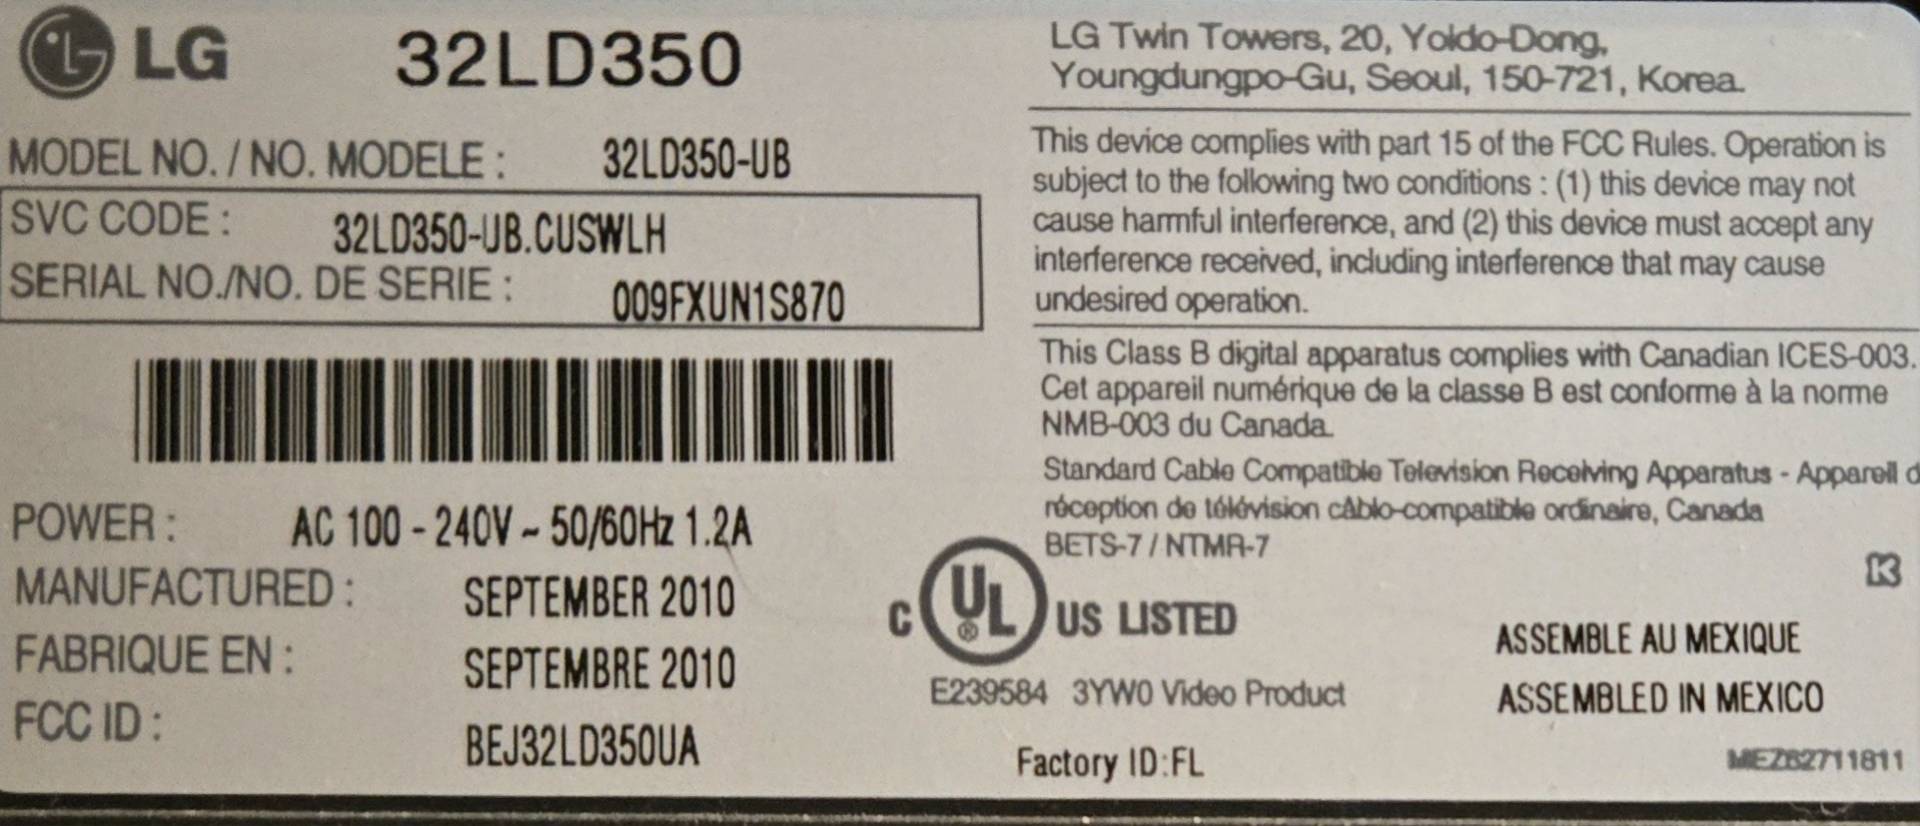 LG 32LD350
MODEL NO. / NO. MODELE : 32LD350-UB
SVC CODE : 32LD350-UB.CUSWLH
SERIAL NO./NO. DE SERIE : 009FXUN1S870
POWER : AC 100 - 240V ~ 50/60Hz 1.2A
MANUFACTURED : SEPTEMBER 2010
FABRIQUE EN : SEPTEMBRE 2010
FCC ID : BEJ32LD350UA
LG Twin Towers, 20, Yoido-Dong,
Youngdungpo-Gu, Seoul, 150-721, Korea.
This device complies with part 15 of the FCC Rules. Operation is
subject to the following two conditions : (1) this device may not
cause harmful interference, and (2) this device must accept any
interference received, including interference that may cause
undesired operation.
This Class B digital apparatus complies with Canadian ICES-003.
Cet appareil numérique de la classe B est conforme à la norme
NMB-003 du Canada.
Standard Cable Compatible Television Receiving Apparatus - Appareil d
réception de télévision cAblo-compatible ordinaire, Canada
BETS-7 / NTMR-7
C UL ® US LISTED
E239584 3YW0 Video Product
Factory ID:FL
K
ASSEMBLE AU MEXIQUE
ASSEMBLED IN MEXICO
MEZ62711811